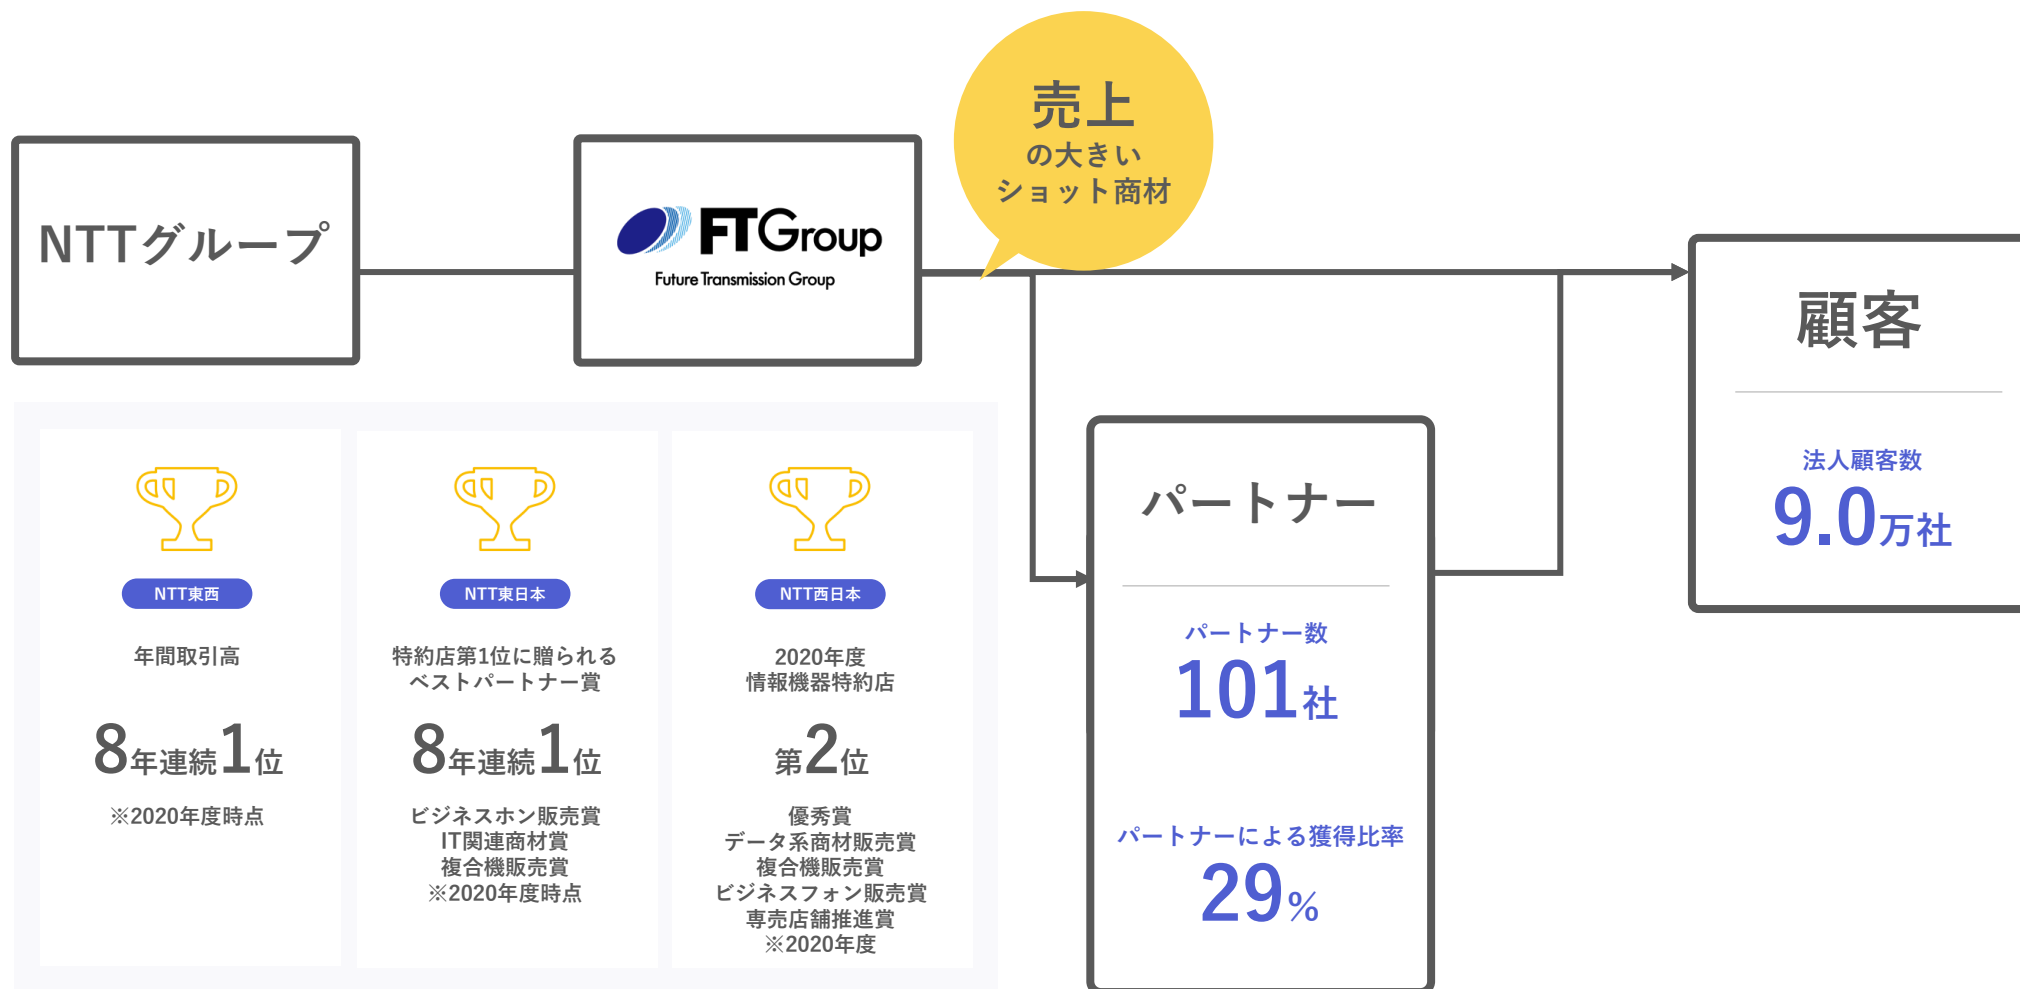 売上
の大きい
ショット商材
NTTグループ
FTGroup
Future Transmission Group
顧客
法人顧客数
9.0万社
パートナー
パートナー数
101社
パートナーによる獲得比率
29%
NTT東西
年間取引高
8年連続1位
※2020年度時点
NTT東日本
特約店第1位に贈られる
ベストパートナー賞
8年連続1位
ビジネスホン販売賞
IT関連商材賞
複合機販売賞
※2020年度時点
NTT西日本
2020年度
情報機器特約店
第2位
優秀賞
データ系商材販売賞
複合機販売賞
ビジネスフォン販売賞
専売店舗推進賞
※2020年度